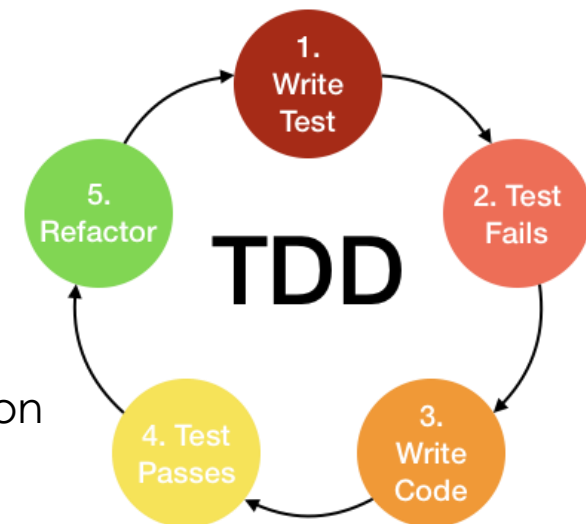 1.
Write
Test
2. Test
Fails
3.
Write
Code
4. Test
Passes
5.
Refactor
TDD
on